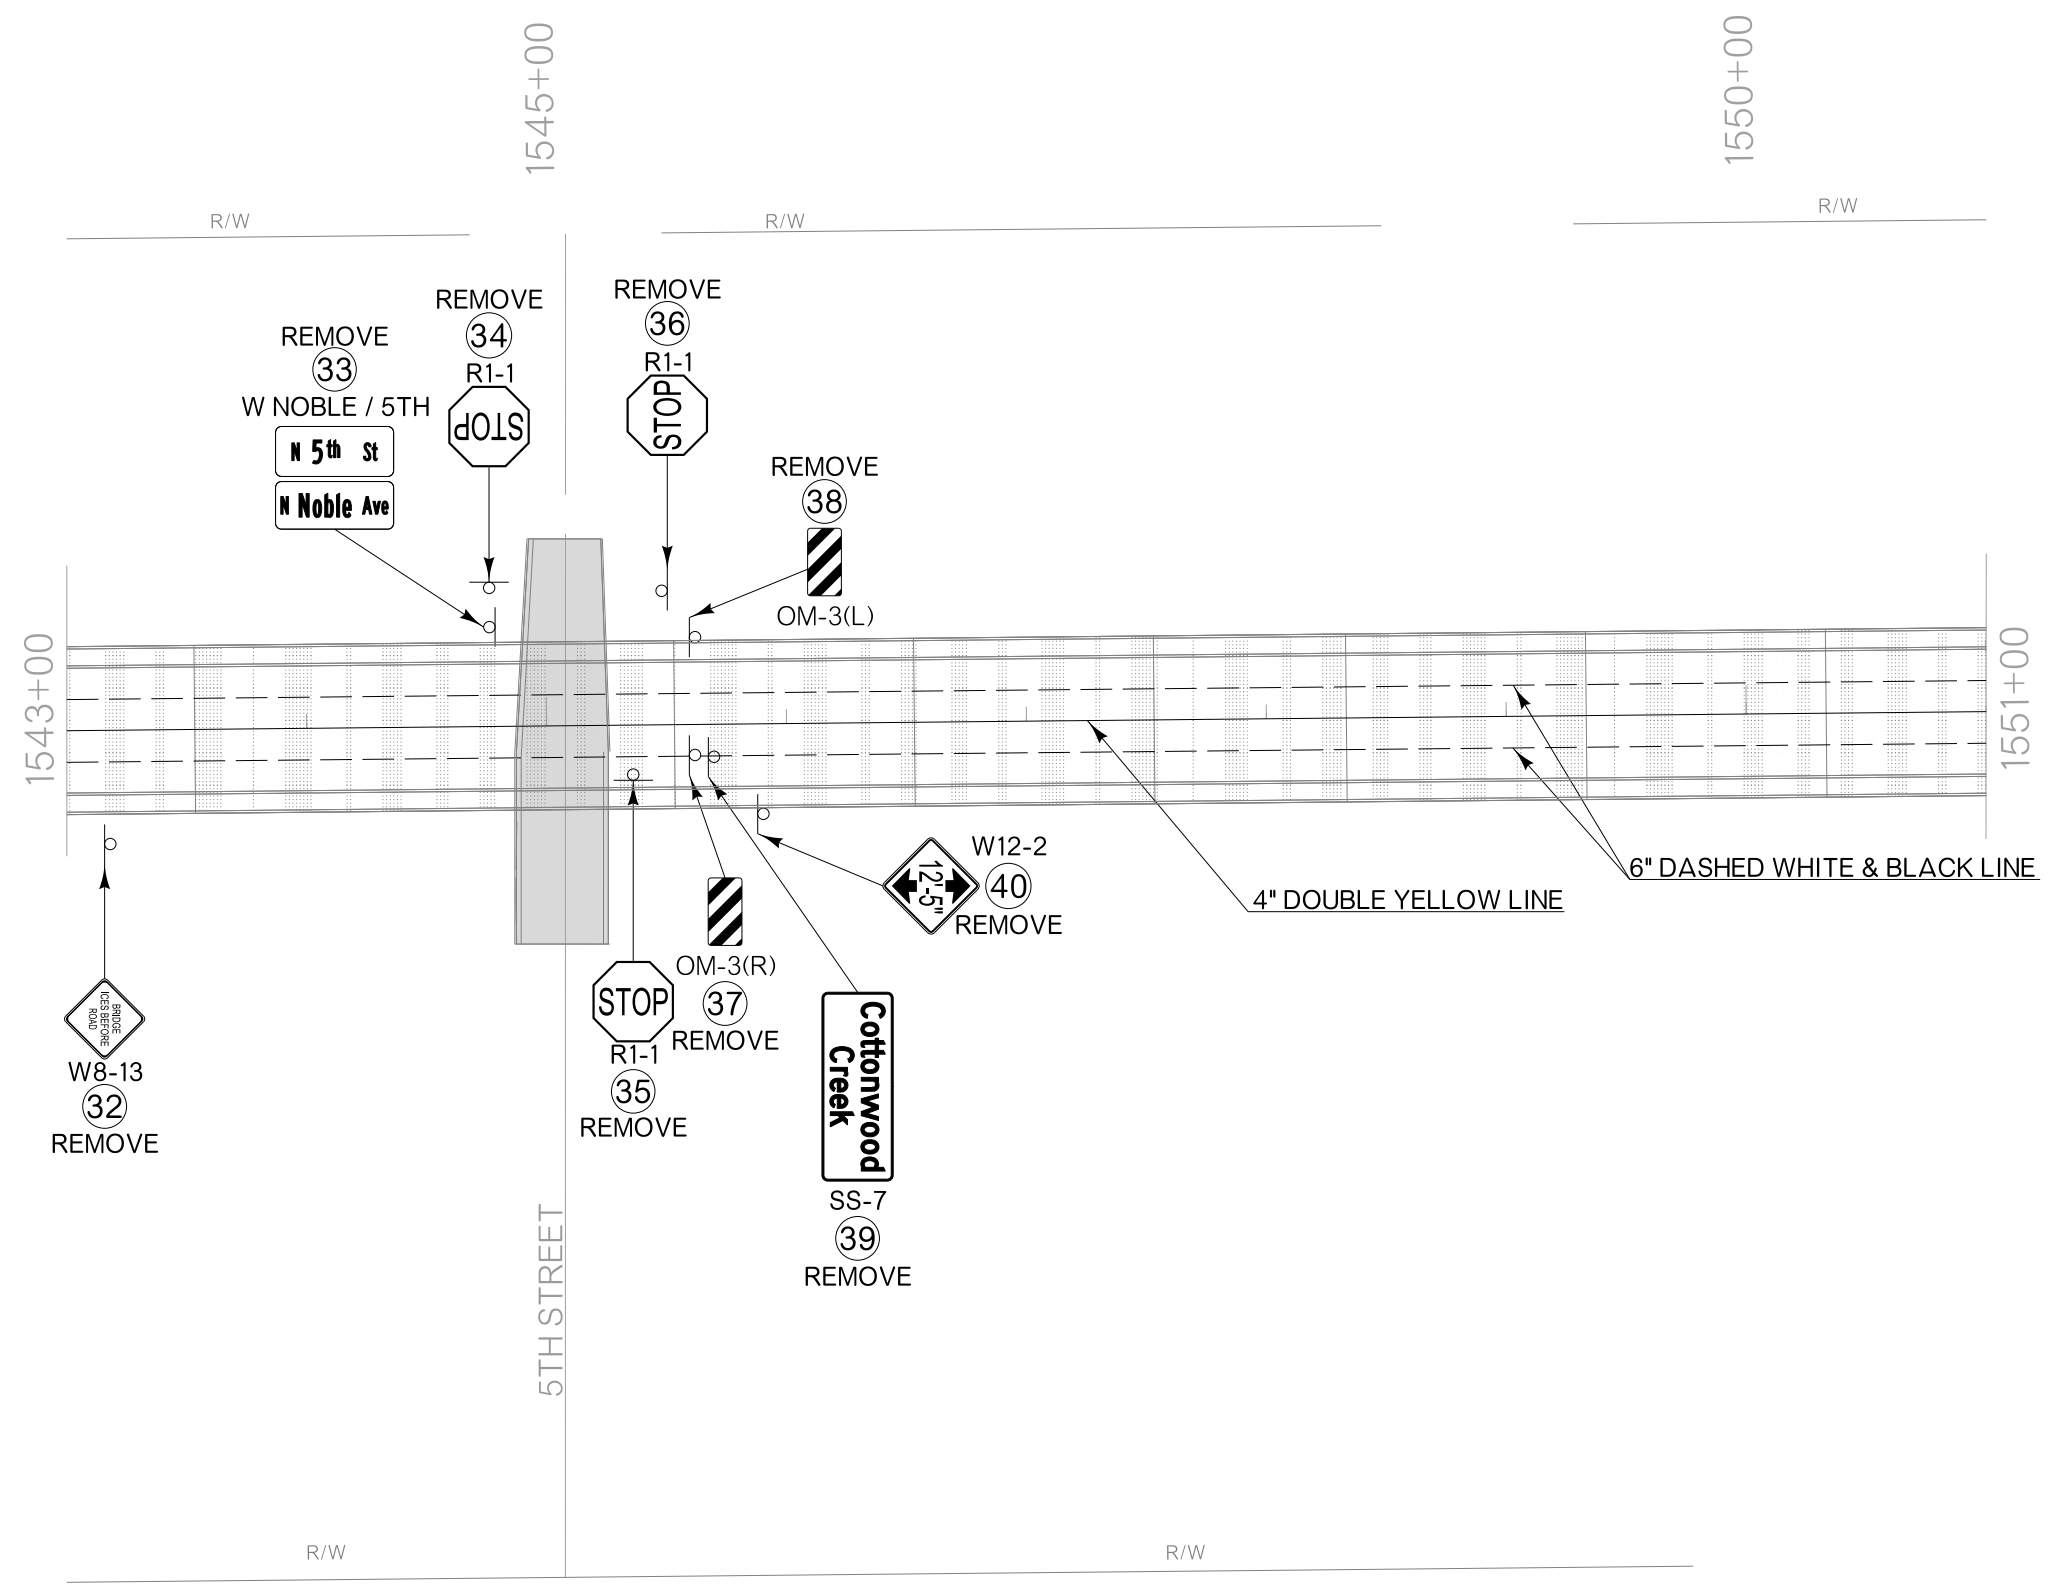 1545+00
1550+00
R/W
R/W
R/W
REMOVE
33
W NOBLE / 5TH
N 5th St
N Noble Ave
REMOVE
34
R1-1
STOP
REMOVE
36
R1-1
STOP
REMOVE
38
OM-3(L)
1543+00
1551+00
6" DASHED WHITE & BLACK LINE
4" DOUBLE YELLOW LINE
12'-5"
W12-2
40
REMOVE
BRIDGE
ICES BEFORE
ROAD
W8-13
32
REMOVE
STOP
R1-1
35
REMOVE
OM-3(R)
37
REMOVE
Cottonwood
Creek
SS-7
39
REMOVE
5TH STREET
R/W
R/W